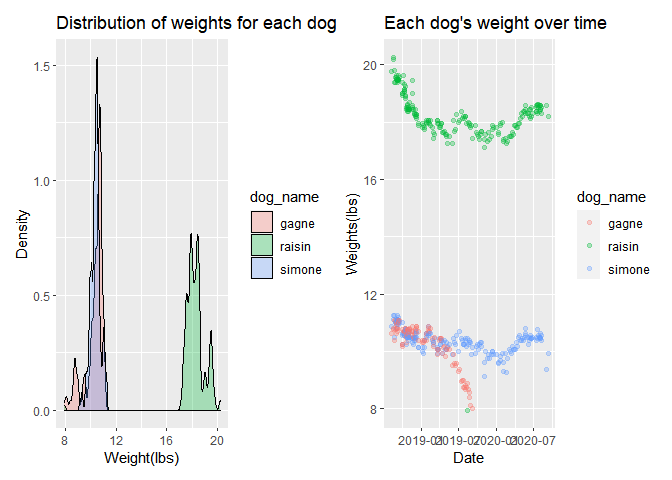 Distribution of weights for each dog
1.5
1.0
0.5
0.0
Density
8
12
16
20
Weight(lbs)
dog_name
gagne
raisin
simone
Each dog's weight over time
20
16
12
8
Weights(lbs)
2019-01
2019-07
2020-01
2020-07
Date
dog_name
gagne
raisin
simone